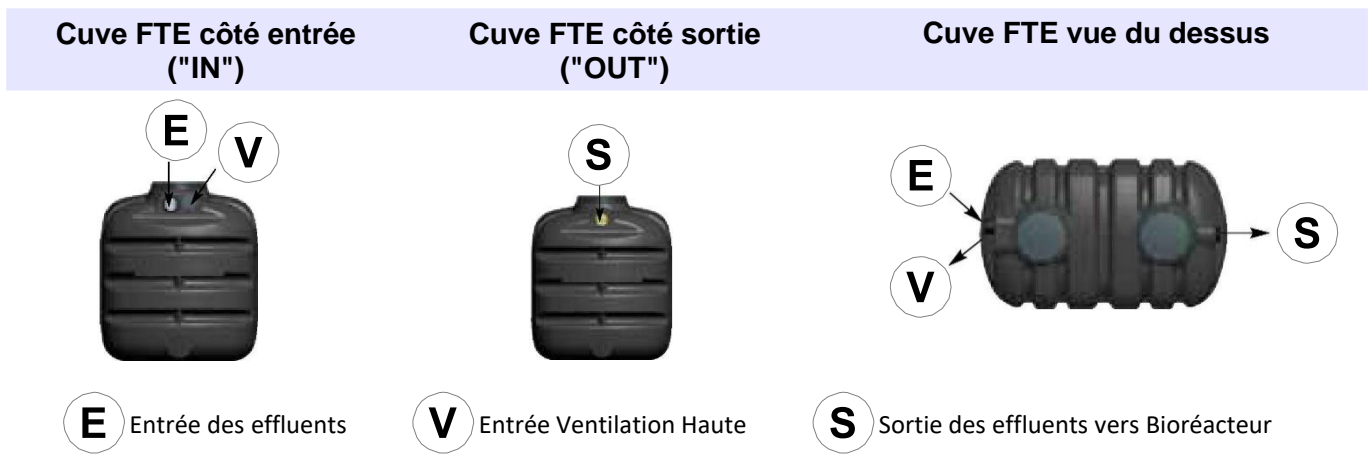 Cuve FTE côté entrée
("IN")
Cuve FTE côté sortie
("OUT")
Cuve FTE vue du dessus
E
V
S
E
V
S
E Entrée des effluents
V Entrée Ventilation Haute
S Sortie des effluents vers Bioréacteur